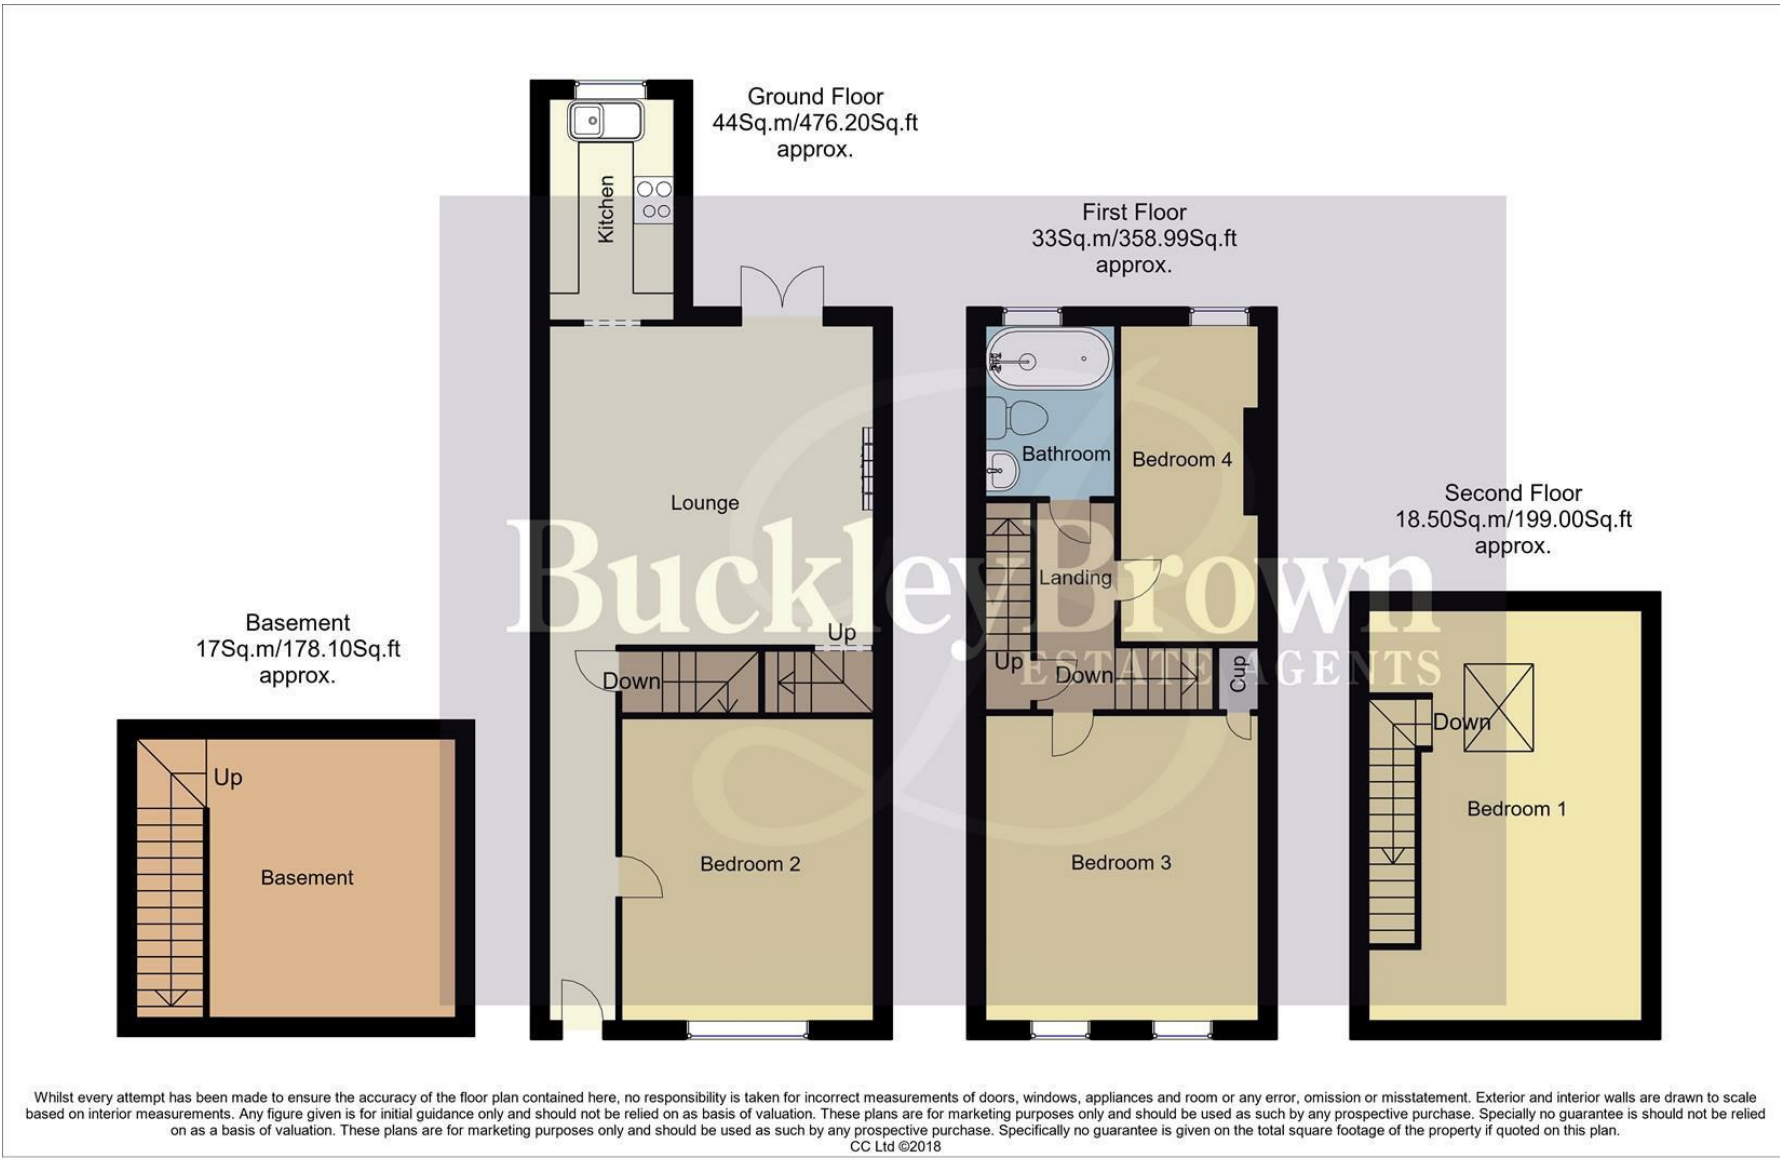 Ground Floor
44Sq.m/476.20Sq.ft
approx.
Kitchen
Lounge
Up
Down
Bedroom 2
First Floor
33Sq.m/358.99Sq.ft
approx.
Bathroom
Bedroom 4
Landing
Up
Down
Cup
Bedroom 3
Second Floor
18.50Sq.m/199.00Sq.ft
approx.
Down
Bedroom 1
Basement
17Sq.m/178.10Sq.ft
approx.
Up
Basement
BuckleyBrown
ESTATE AGENTS
Whilst every attempt has been made to ensure the accuracy of the floor plan contained here, no responsibility is taken for incorrect measurements of doors, windows, appliances and room or any error, omission or misstatement. Exterior and interior walls are drawn to scale
based on interior measurements. Any figure given is for initial guidance only and should not be relied on as basis of valuation. These plans are for marketing purposes only and should be used as such by any prospective purchase. Specially no guarantee is should not be relied
on as a basis of valuation. These plans are for marketing purposes only and should be used as such by any prospective purchase. Specifically no guarantee is given on the total square footage of the property if quoted on this plan.
CC Ltd ©2018